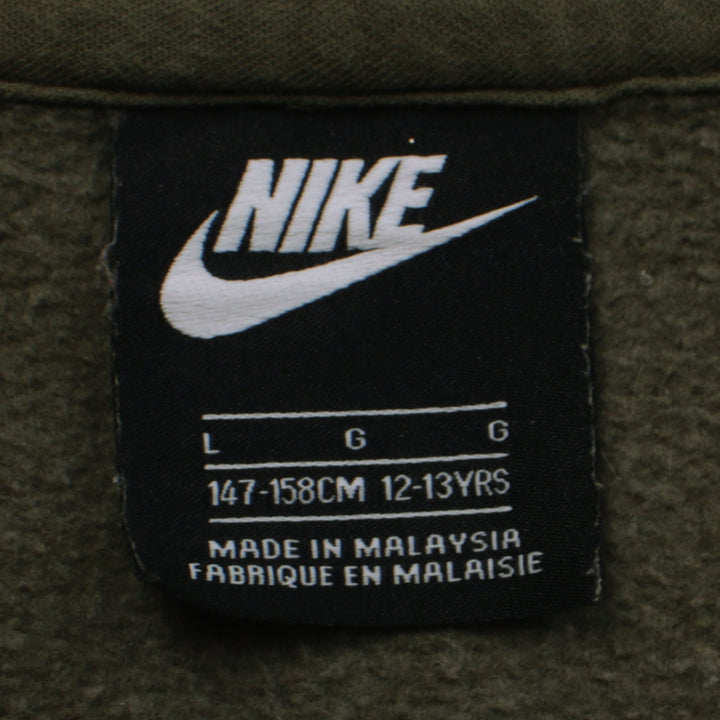 NIKE
L G G
147-158CM 12-13YRS
MADE IN MALAYSIA
FABRIQUE EN MALAISIE